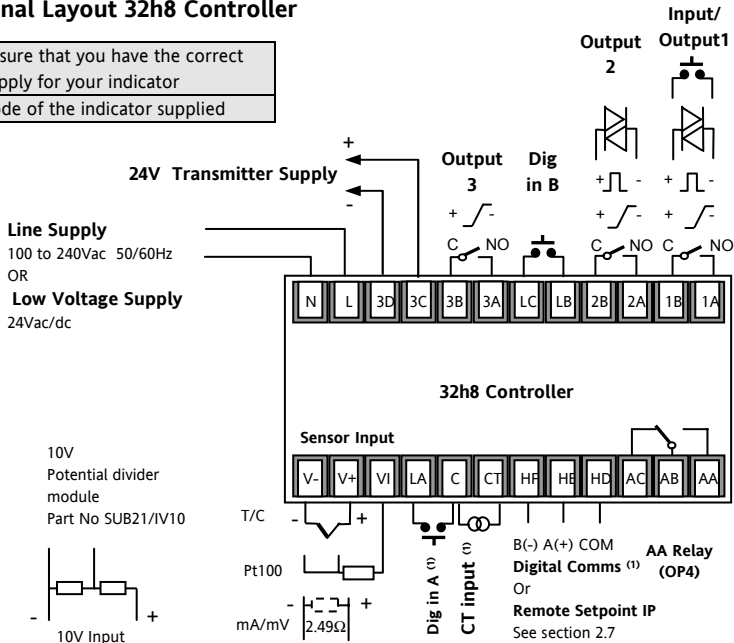 nal Layout 32h8 Controller
sure that you have the correct
pply for your indicator
ode of the indicator supplied
Input/
Output1
Output
2
+
24V Transmitter Supply
-
Output
3
Dig
in B
+ -
+ -
+ -
+ -
+ -
C NO
C NO
C NO
Line Supply
100 to 240Vac 50/60Hz
OR
Low Voltage Supply
24Vac/dc
N L 3D 3C 3B 3A LC LB 2B 2A 1B 1A
32h8 Controller
Sensor Input
V- V+ VI LA C CT HF HE HD AC AB AA
10V
Potential divider
module
Part No SUB21/IV10
- +
10V Input
T/C - +
Pt100
- +
mA/mV 2.49Ω
Dig in A (1)
CT input (1)
B(-) A(+) COM
Digital Comms (1)
Or
Remote Setpoint IP
See section 2.7
AA Relay
(OP4)